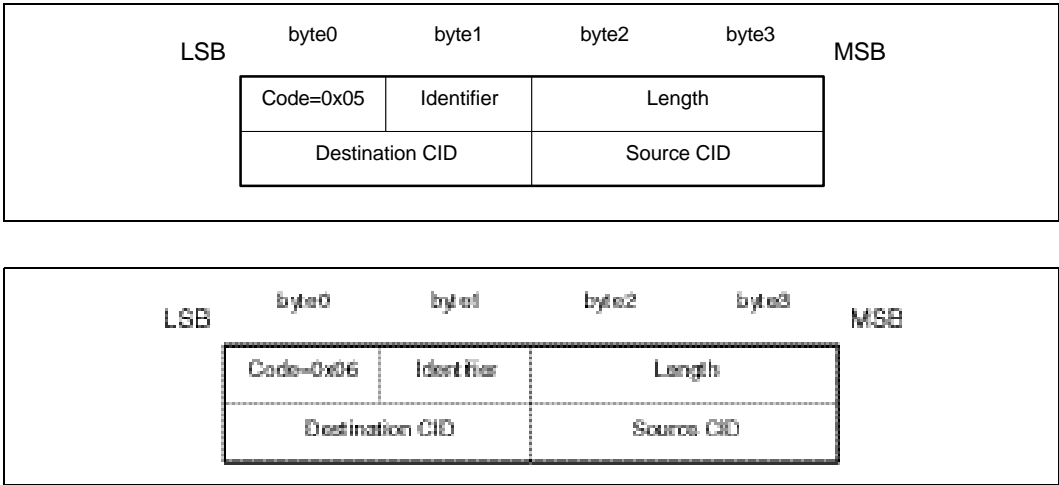 byte0 byte1 byte2 byte3
LSB MSB
Code=0x05 Identifier Length
Destination CID Source CID
byte0 byte1 byte2 byte3
LSB MSB
Code=0x06 Identifier Length
Destination CID Source CID